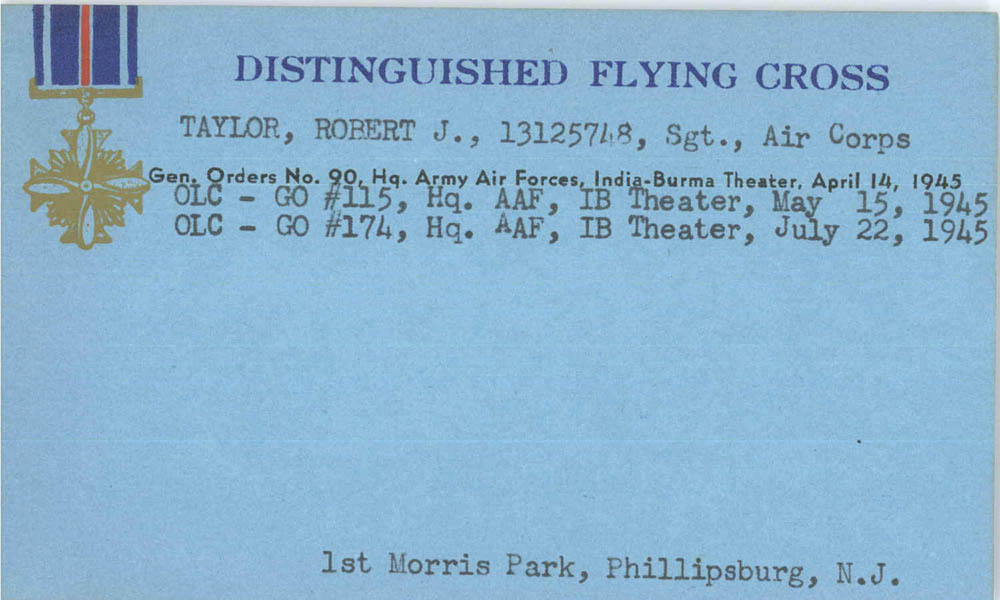 DISTINGUISHED FLYING CROSS
TAYLOR, ROBERT J., 13125748, Sgt., Air Corps
Gen. Orders No. 90, Hq. Army Air Forces, India-Burma Theater, April 14, 1945
OLC - GO #115, Hq. AAF, IB Theater, May 15, 1945
OLC - GO #174, Hq. AAF, IB Theater, July 22, 1945
1st Morris Park, Phillipsburg, N.J.